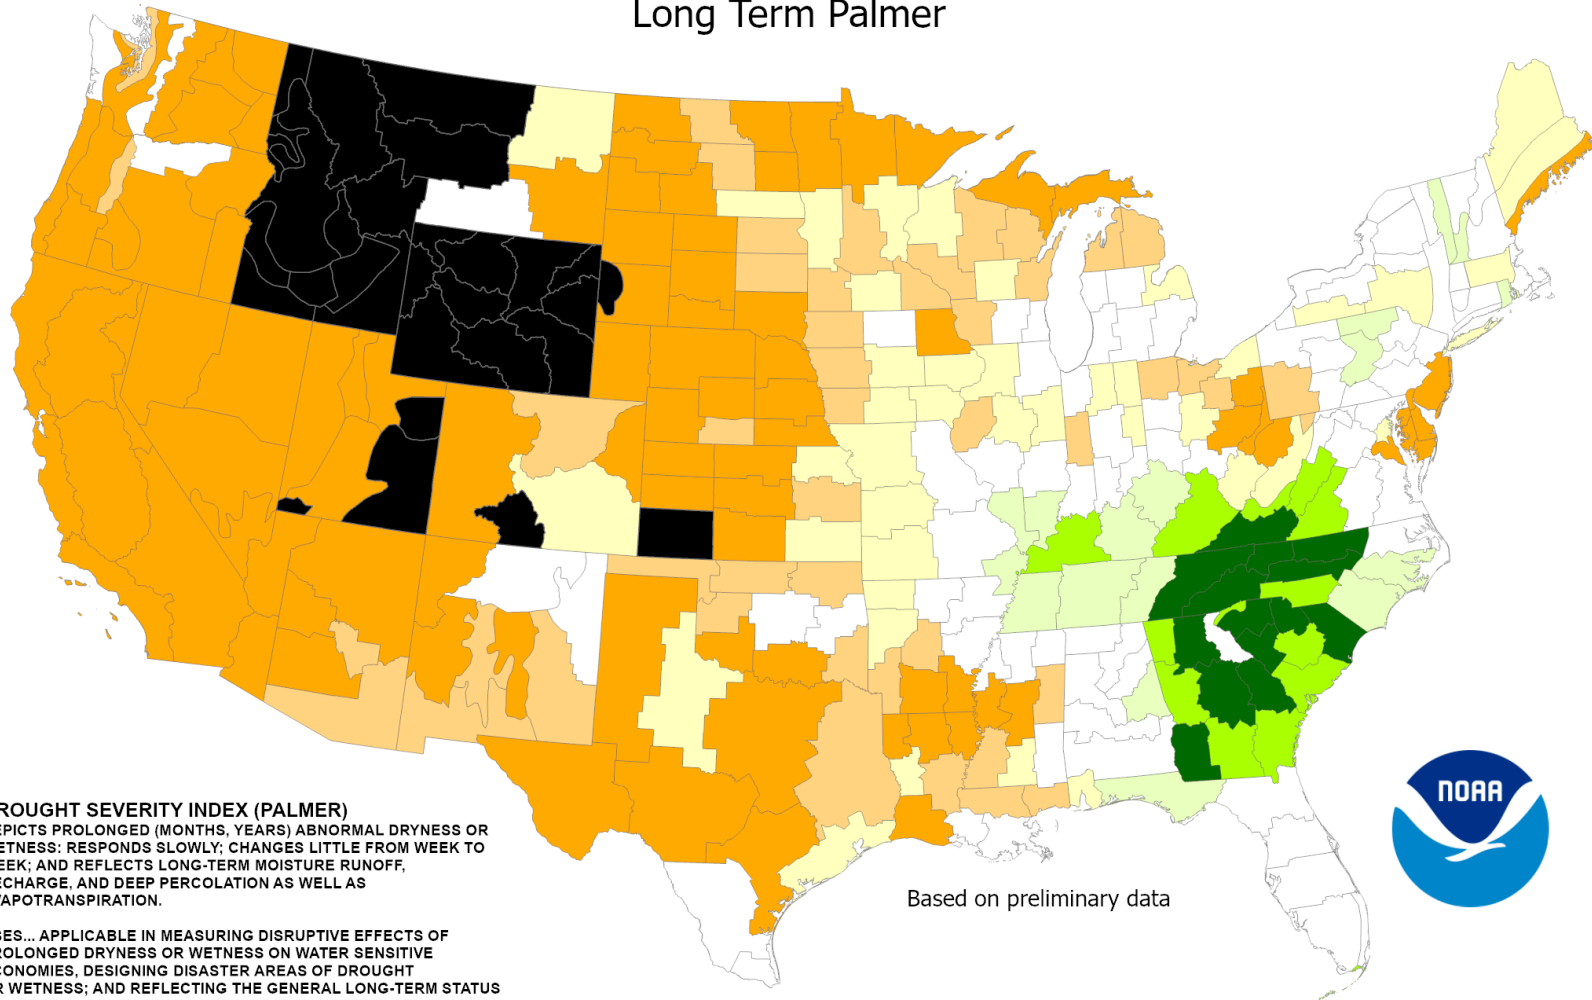 Long Term Palmer
ROUGHT SEVERITY INDEX (PALMER)
EPICTS PROLONGED (MONTHS, YEARS) ABNORMAL DRYNESS OR
ETNESS: RESPONDS SLOWLY; CHANGES LITTLE FROM WEEK TO
EEK; AND REFLECTS LONG-TERM MOISTURE RUNOFF,
ECHARGE, AND DEEP PERCOLATION AS WELL AS
VAPOTRANSPIRATION.
SES... APPLICABLE IN MEASURING DISRUPTIVE EFFECTS OF
ROLONGED DRYNESS OR WETNESS ON WATER SENSITIVE
CONOMIES, DESIGNING DISASTER AREAS OF DROUGHT
R WETNESS; AND REFLECTING THE GENERAL LONG-TERM STATUS
Based on preliminary data
NOAA